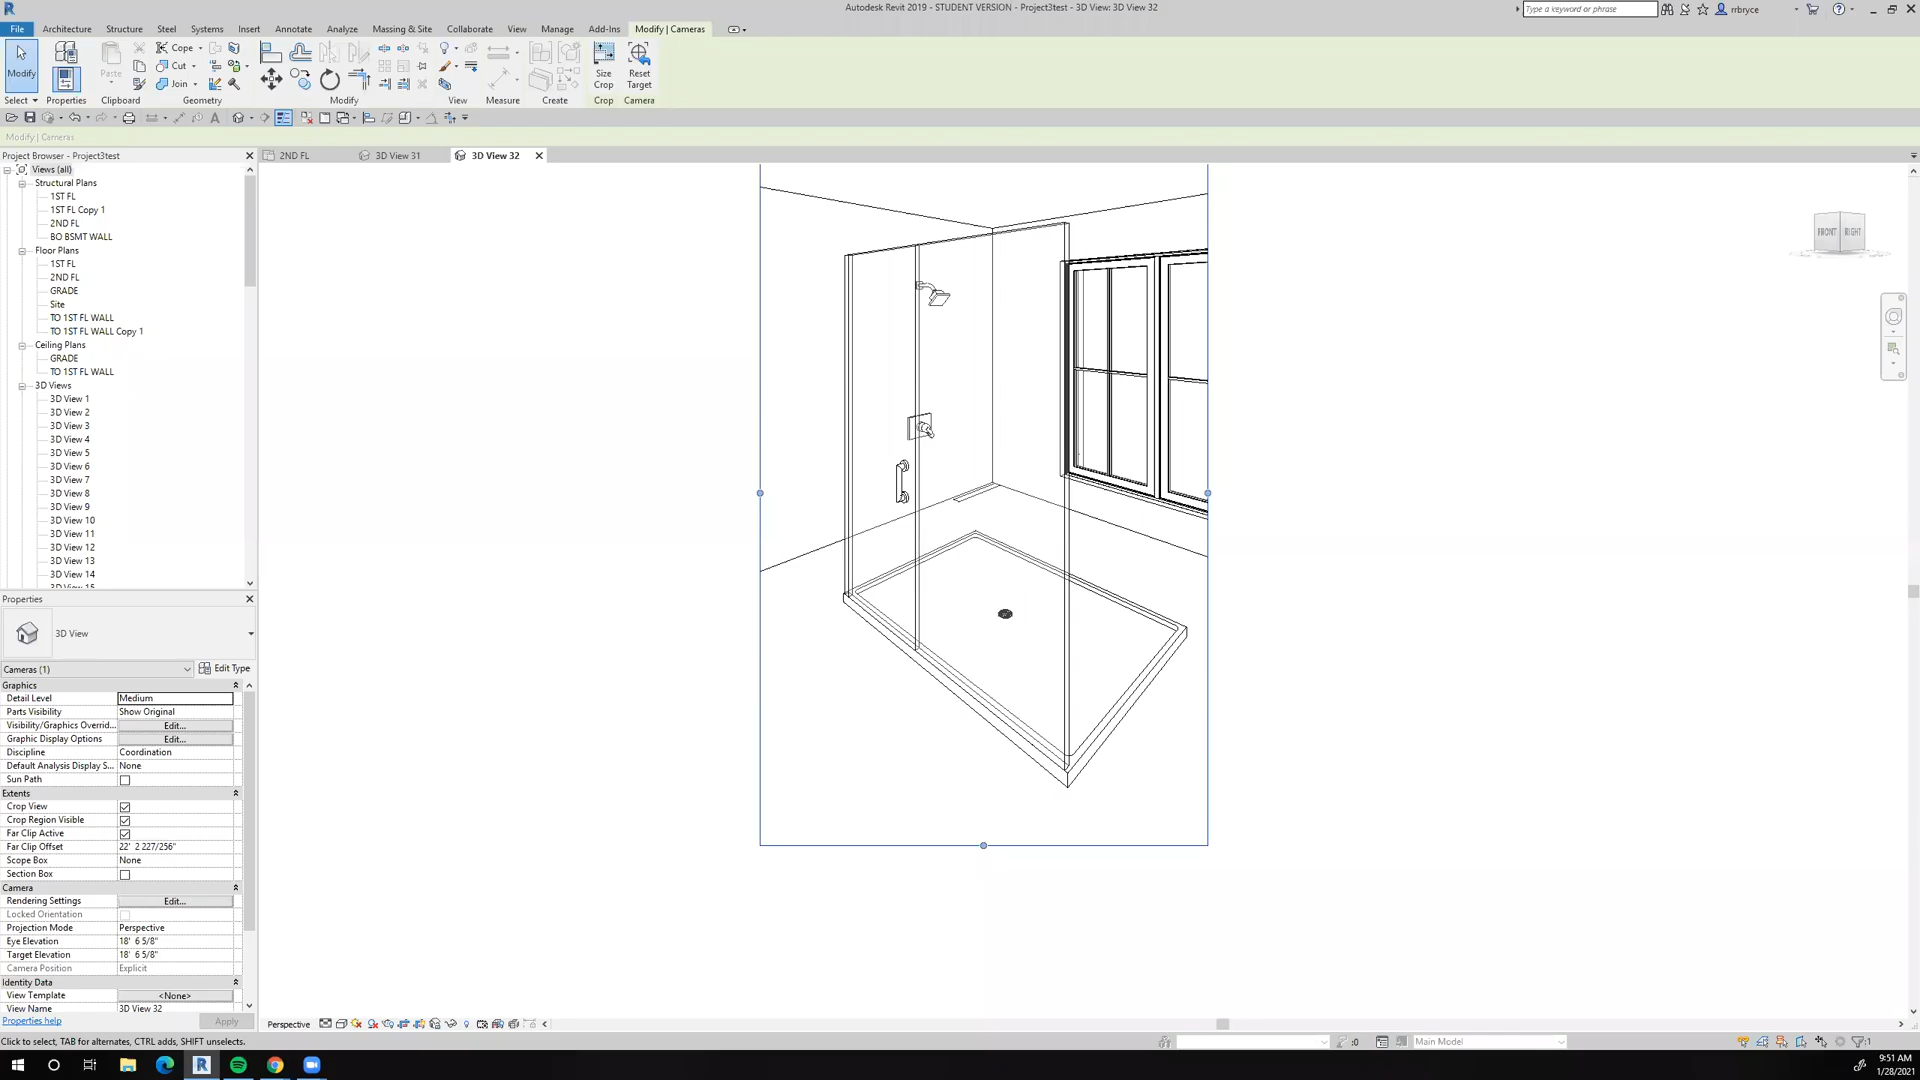 Autodesk Revit 2019 - STUDENT VERSION - Project3test - 3D View: 3D View 32
Type a keyword or phrase
rrbryce
File Architecture Structure Steel Systems Insert Annotate Analyze Massing & Site Collaborate View Manage Add-Ins Modify | Cameras
Modify
Paste
Cope
Cut
Join
Size Crop
Reset Target
Select Properties Clipboard Geometry Modify View Measure Create Crop Camera
Modify | Cameras
Project Browser - Project3test
2ND FL 3D View 31 3D View 32
Views (all)
Structural Plans
1ST FL
1ST FL Copy 1
2ND FL
BO BSMT WALL
Floor Plans
1ST FL
2ND FL
GRADE
Site
TO 1ST FL WALL
TO 1ST FL WALL Copy 1
Ceiling Plans
GRADE
TO 1ST FL WALL
3D Views
3D View 1
3D View 2
3D View 3
3D View 4
3D View 5
3D View 6
3D View 7
3D View 8
3D View 9
3D View 10
3D View 11
3D View 12
3D View 13
3D View 14
3D View 15
FRONT RIGHT
Properties
3D View
Cameras (1) Edit Type
Graphics
Detail Level Medium
Parts Visibility Show Original
Visibility/Graphics Overrid... Edit...
Graphic Display Options Edit...
Discipline Coordination
Default Analysis Display S... None
Sun Path
Extents
Crop View
Crop Region Visible
Far Clip Active
Far Clip Offset 22' 2 227/256"
Scope Box None
Section Box
Camera
Rendering Settings Edit...
Locked Orientation
Projection Mode Perspective
Eye Elevation 18' 6 5/8"
Target Elevation 18' 6 5/8"
Camera Position Explicit
Identity Data
View Template <None>
View Name 3D View 32
Properties help Apply
Perspective
Click to select, TAB for alternates, CTRL adds, SHIFT unselects.
:0
Main Model
:1
9:51 AM
1/28/2021